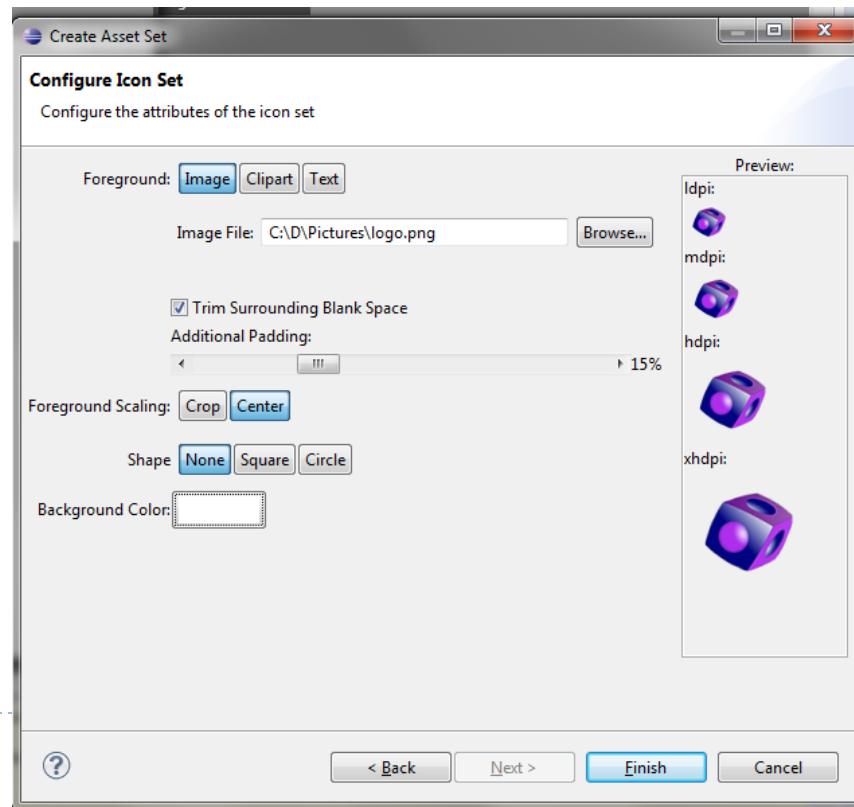 Create Asset Set
Configure Icon Set
Configure the attributes of the icon set
Foreground: Image Clipart Text
Image File: C:\D\Pictures\logo.png Browse...
Trim Surrounding Blank Space
Additional Padding:
15%
Foreground Scaling: Crop Center
Shape None Square Circle
Background Color:
Preview:
ldpi:
mdpi:
hdpi:
xhdpi:
? < Back Next > Finish Cancel